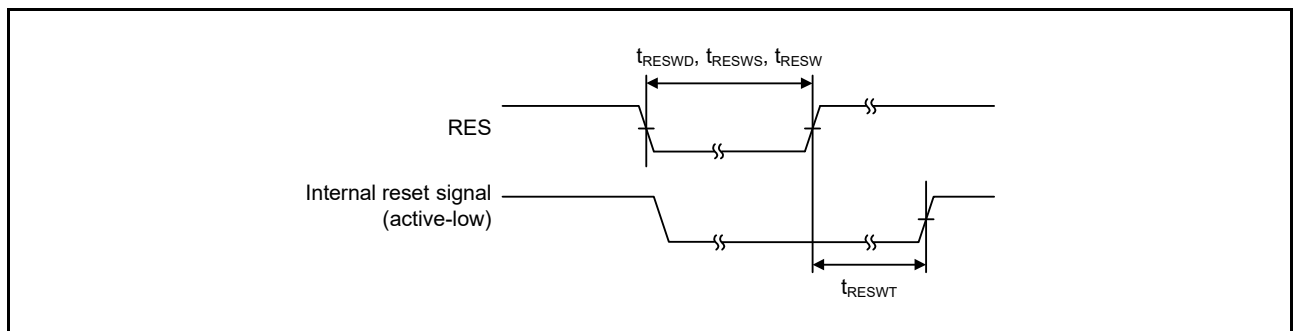 tRESWD, tRESWS, tRESW
RES
Internal reset signal
(active-low)
tRESWT